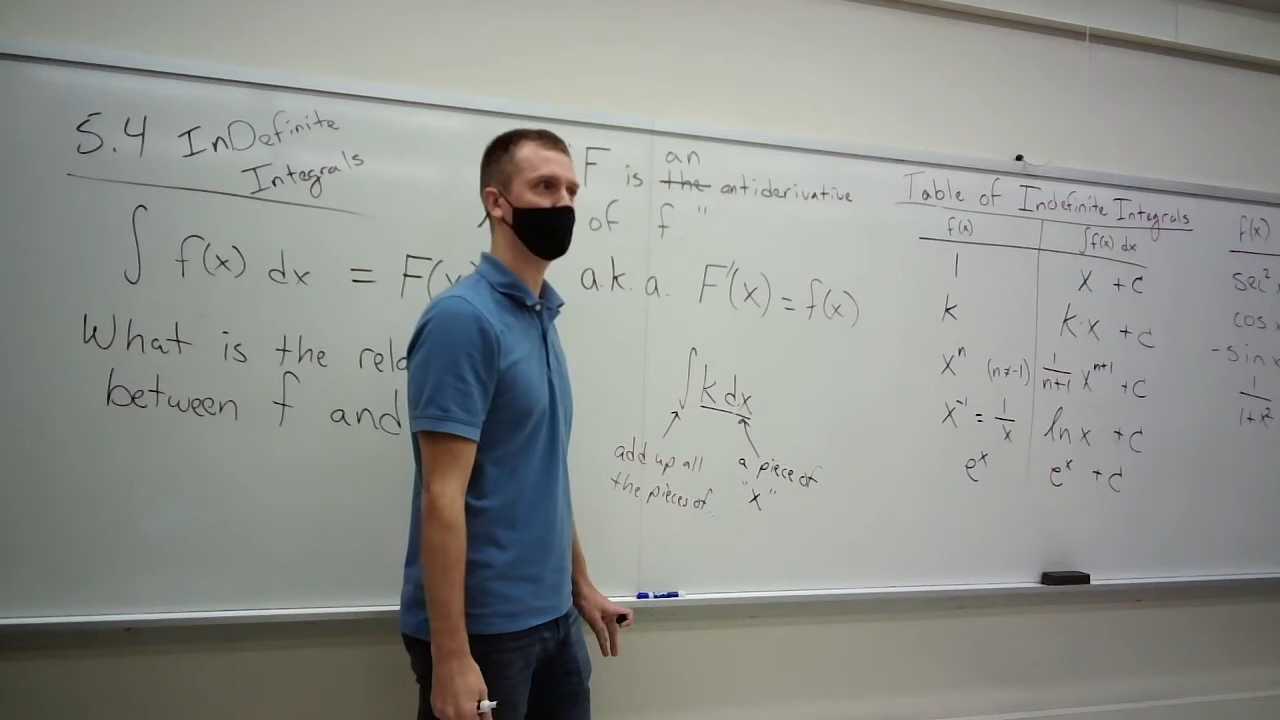 5.4 InDefinite
Integrals
∫ f(x) dx = F(x
What is the
between f and
F is an the antiderivative
of f "
a.k.a. F'(x) = f(x)
∫ k dx
add up all
the pieces of..
a piece of
"x"
Table of Indefinite Integrals
f(x) ∫f(x) dx
1 x + c
k k·x + c
xⁿ (n≠-1) 1/(n+1) xⁿ⁺¹ + c
x⁻¹ = 1/x ln x + c
eˣ eˣ + c
f(x)
sec²
cos x
-sin x
1/(1+x²)